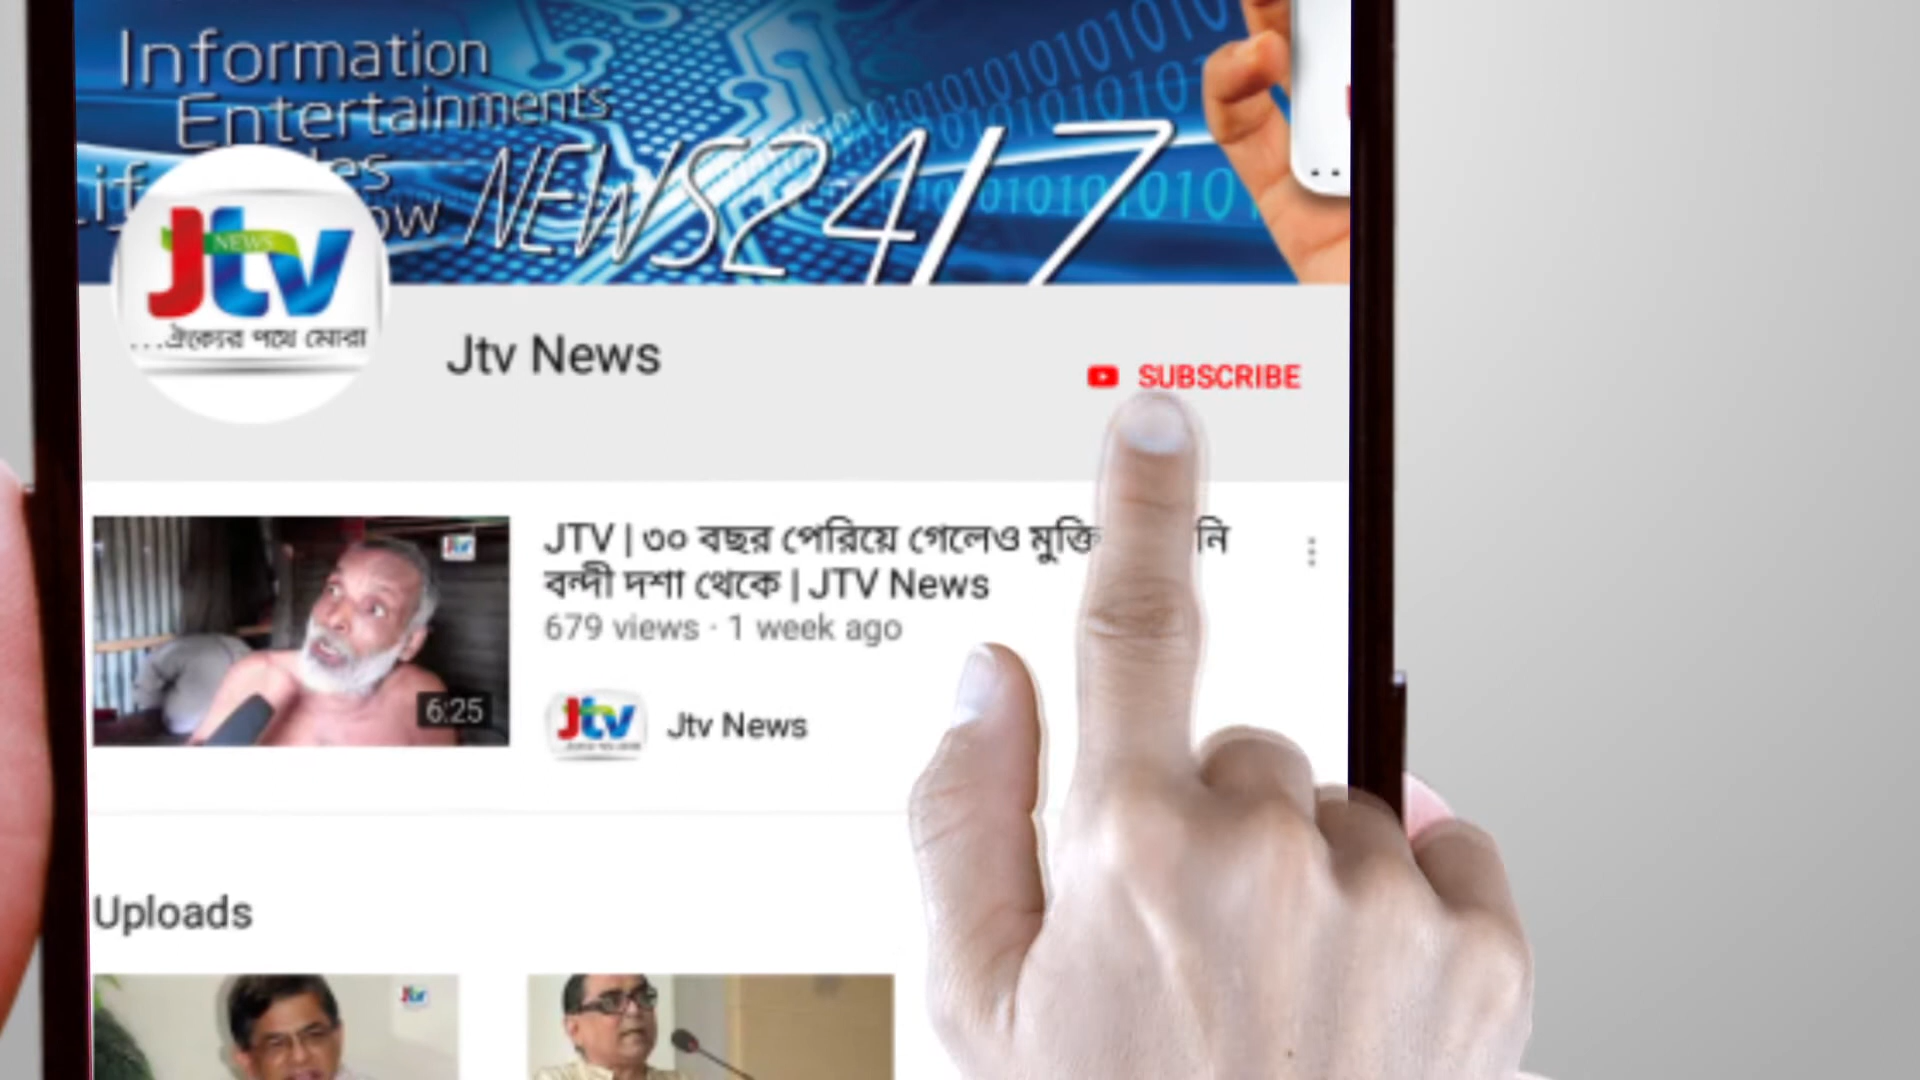 Information
Entertainments
NEWS24/7
NEWS
Jtv
...ঐক্যের পথে মোরা
Jtv News
SUBSCRIBE
JTV | ৩০ বছর পেরিয়ে গেলেও
বন্দী দশা থেকে | JTV News
679 views · 1 week ago
6:25
Jtv
Jtv News
Uploads